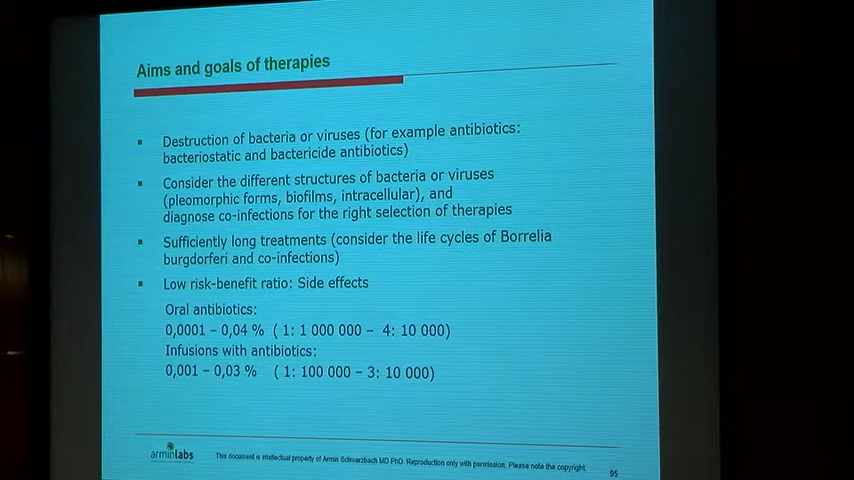 Aims and goals of therapies
Destruction of bacteria or viruses (for example antibiotics:
bacteriostatic and bactericide antibiotics)
Consider the different structures of bacteria or viruses
(pleomorphic forms, biofilms, intracellular), and
diagnose co-infections for the right selection of therapies
Sufficiently long treatments (consider the life cycles of Borrelia
burgdorferi and co-infections)
Low risk-benefit ratio: Side effects
Oral antibiotics:
0,0001 – 0,04 % ( 1: 1 000 000 – 4: 10 000)
Infusions with antibiotics:
0,001 – 0,03 % ( 1: 100 000 – 3: 10 000)
arminlabs
This document is intellectual property of Armin Schwarzbach MD PhD. Reproduction only with permission. Please note the copyright.
95